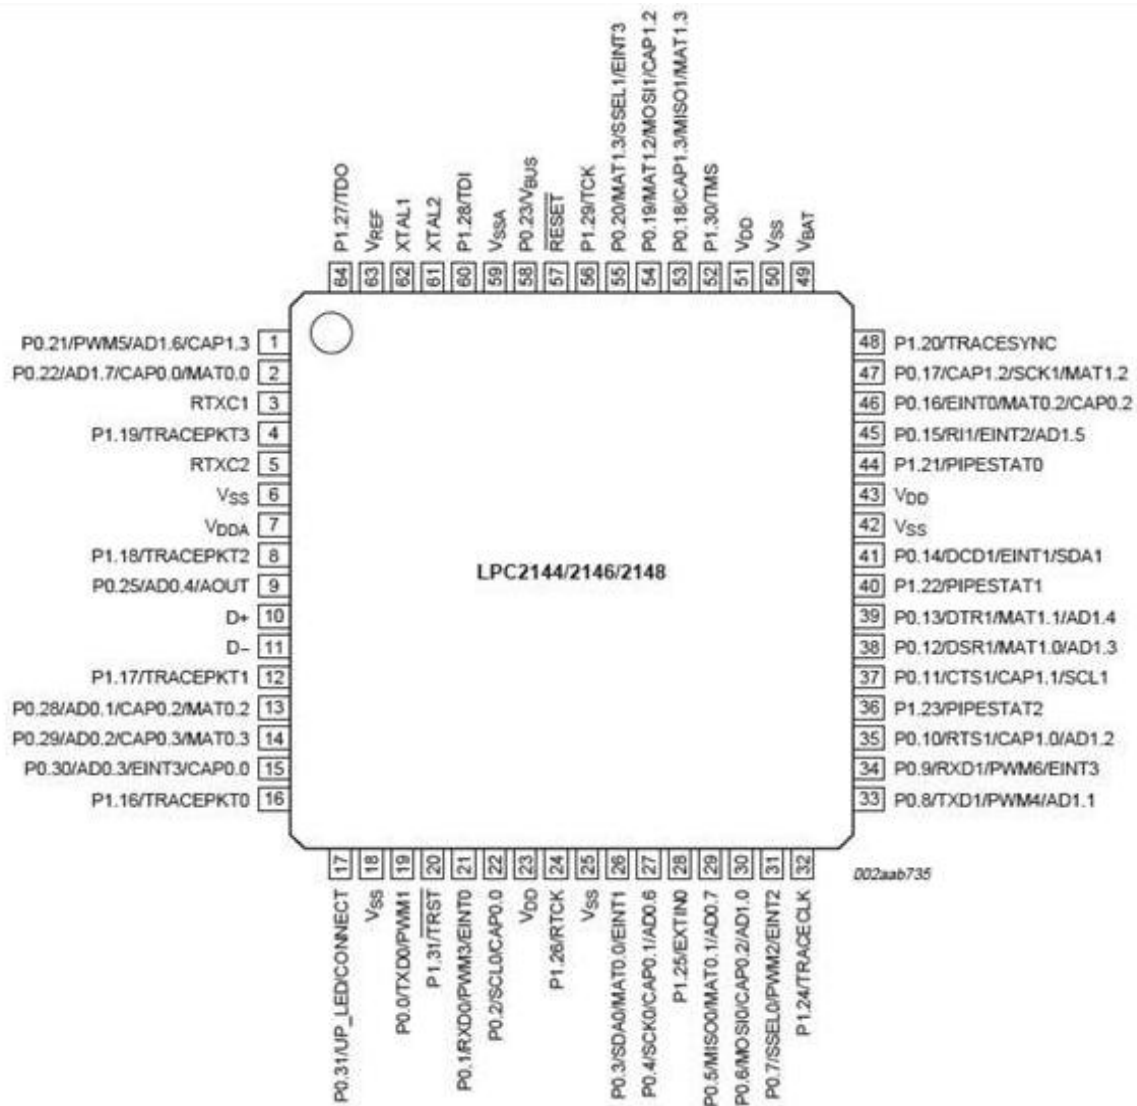 P1.27/TDO
VREF
XTAL1
XTAL2
P1.28/TDI
VSSA
P0.23/VBUS
RESET
P1.29/TCK
P0.20/MAT1.3/SSEL1/EINT3
P0.19/MAT1.2/MOSI1/CAP1.2
P0.18/CAP1.3/MISO1/MAT1.3
P1.30/TMS
VDD
VSS
VBAT
64 63 62 61 60 59 58 57 56 55 54 53 52 51 50 49
P0.21/PWM5/AD1.6/CAP1.3 1
P0.22/AD1.7/CAP0.0/MAT0.0 2
RTXC1 3
P1.19/TRACEPKT3 4
RTXC2 5
VSS 6
VDDA 7
P1.18/TRACEPKT2 8
P0.25/AD0.4/AOUT 9
D+ 10
D− 11
P1.17/TRACEPKT1 12
P0.28/AD0.1/CAP0.2/MAT0.2 13
P0.29/AD0.2/CAP0.3/MAT0.3 14
P0.30/AD0.3/EINT3/CAP0.0 15
P1.16/TRACEPKT0 16
LPC2144/2146/2148
48 P1.20/TRACESYNC
47 P0.17/CAP1.2/SCK1/MAT1.2
46 P0.16/EINT0/MAT0.2/CAP0.2
45 P0.15/RI1/EINT2/AD1.5
44 P1.21/PIPESTAT0
43 VDD
42 VSS
41 P0.14/DCD1/EINT1/SDA1
40 P1.22/PIPESTAT1
39 P0.13/DTR1/MAT1.1/AD1.4
38 P0.12/DSR1/MAT1.0/AD1.3
37 P0.11/CTS1/CAP1.1/SCL1
36 P1.23/PIPESTAT2
35 P0.10/RTS1/CAP1.0/AD1.2
34 P0.9/RXD1/PWM6/EINT3
33 P0.8/TXD1/PWM4/AD1.1
17 18 19 20 21 22 23 24 25 26 27 28 29 30 31 32
P0.31/UP_LED/CONNECT
VSS
P0.0/TXD0/PWM1
P1.31/TRST
P0.1/RXD0/PWM3/EINT0
P0.2/SCL0/CAP0.0
VDD
P1.26/RTCK
VSS
P0.3/SDA0/MAT0.0/EINT1
P0.4/SCK0/CAP0.1/AD0.6
P1.25/EXTIN0
P0.5/MISO0/MAT0.1/AD0.7
P0.6/MOSI0/CAP0.2/AD1.0
P0.7/SSEL0/PWM2/EINT2
P1.24/TRACECLK
002aab735